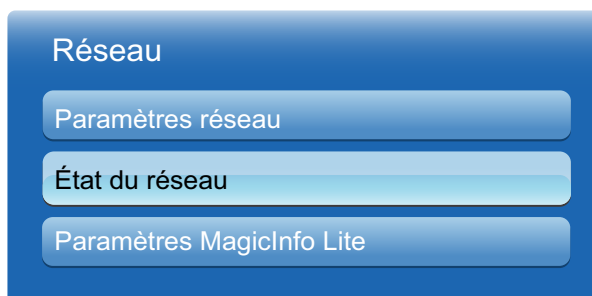 Réseau
Paramètres réseau
État du réseau
Paramètres MagicInfo Lite